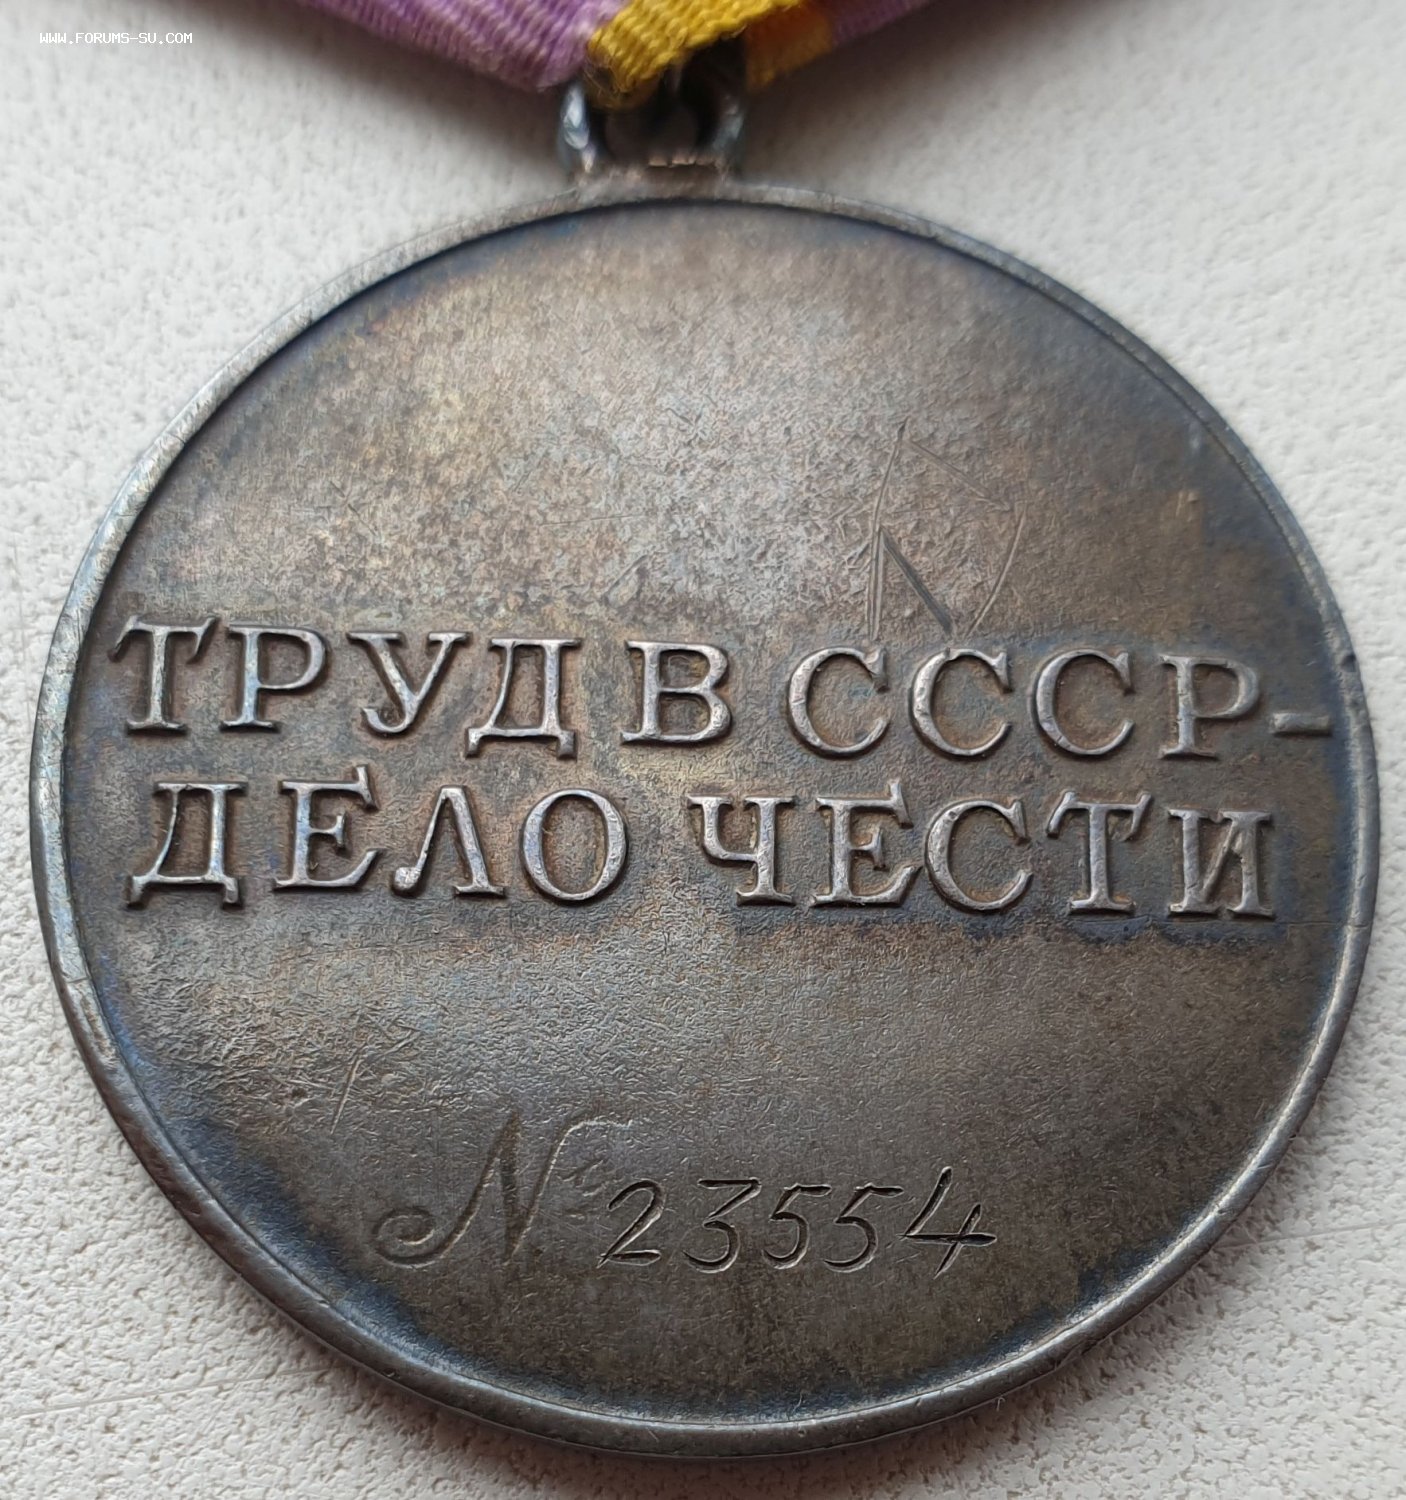 WWW.FORUMS-SU.COM
ТРУД В СССР-
ДЕЛО ЧЕСТИ
№ 23554